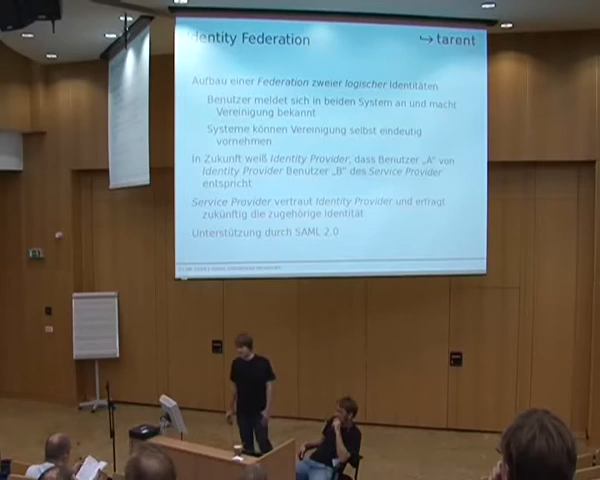 Identity Federation
tarent
Aufbau einer Federation zweier logischer Identitäten
Benutzer meldet sich in beiden System an und macht
Vereinigung bekannt
Systeme können Vereinigung selbst eindeutig
vornehmen
In Zukunft weiß Identity Provider, dass Benutzer „A“ von
Identity Provider Benutzer „B“ des Service Provider
entspricht
Service Provider vertraut Identity Provider und erfragt
zukünftig die zugehörige Identität
Unterstützung durch SAML 2.0